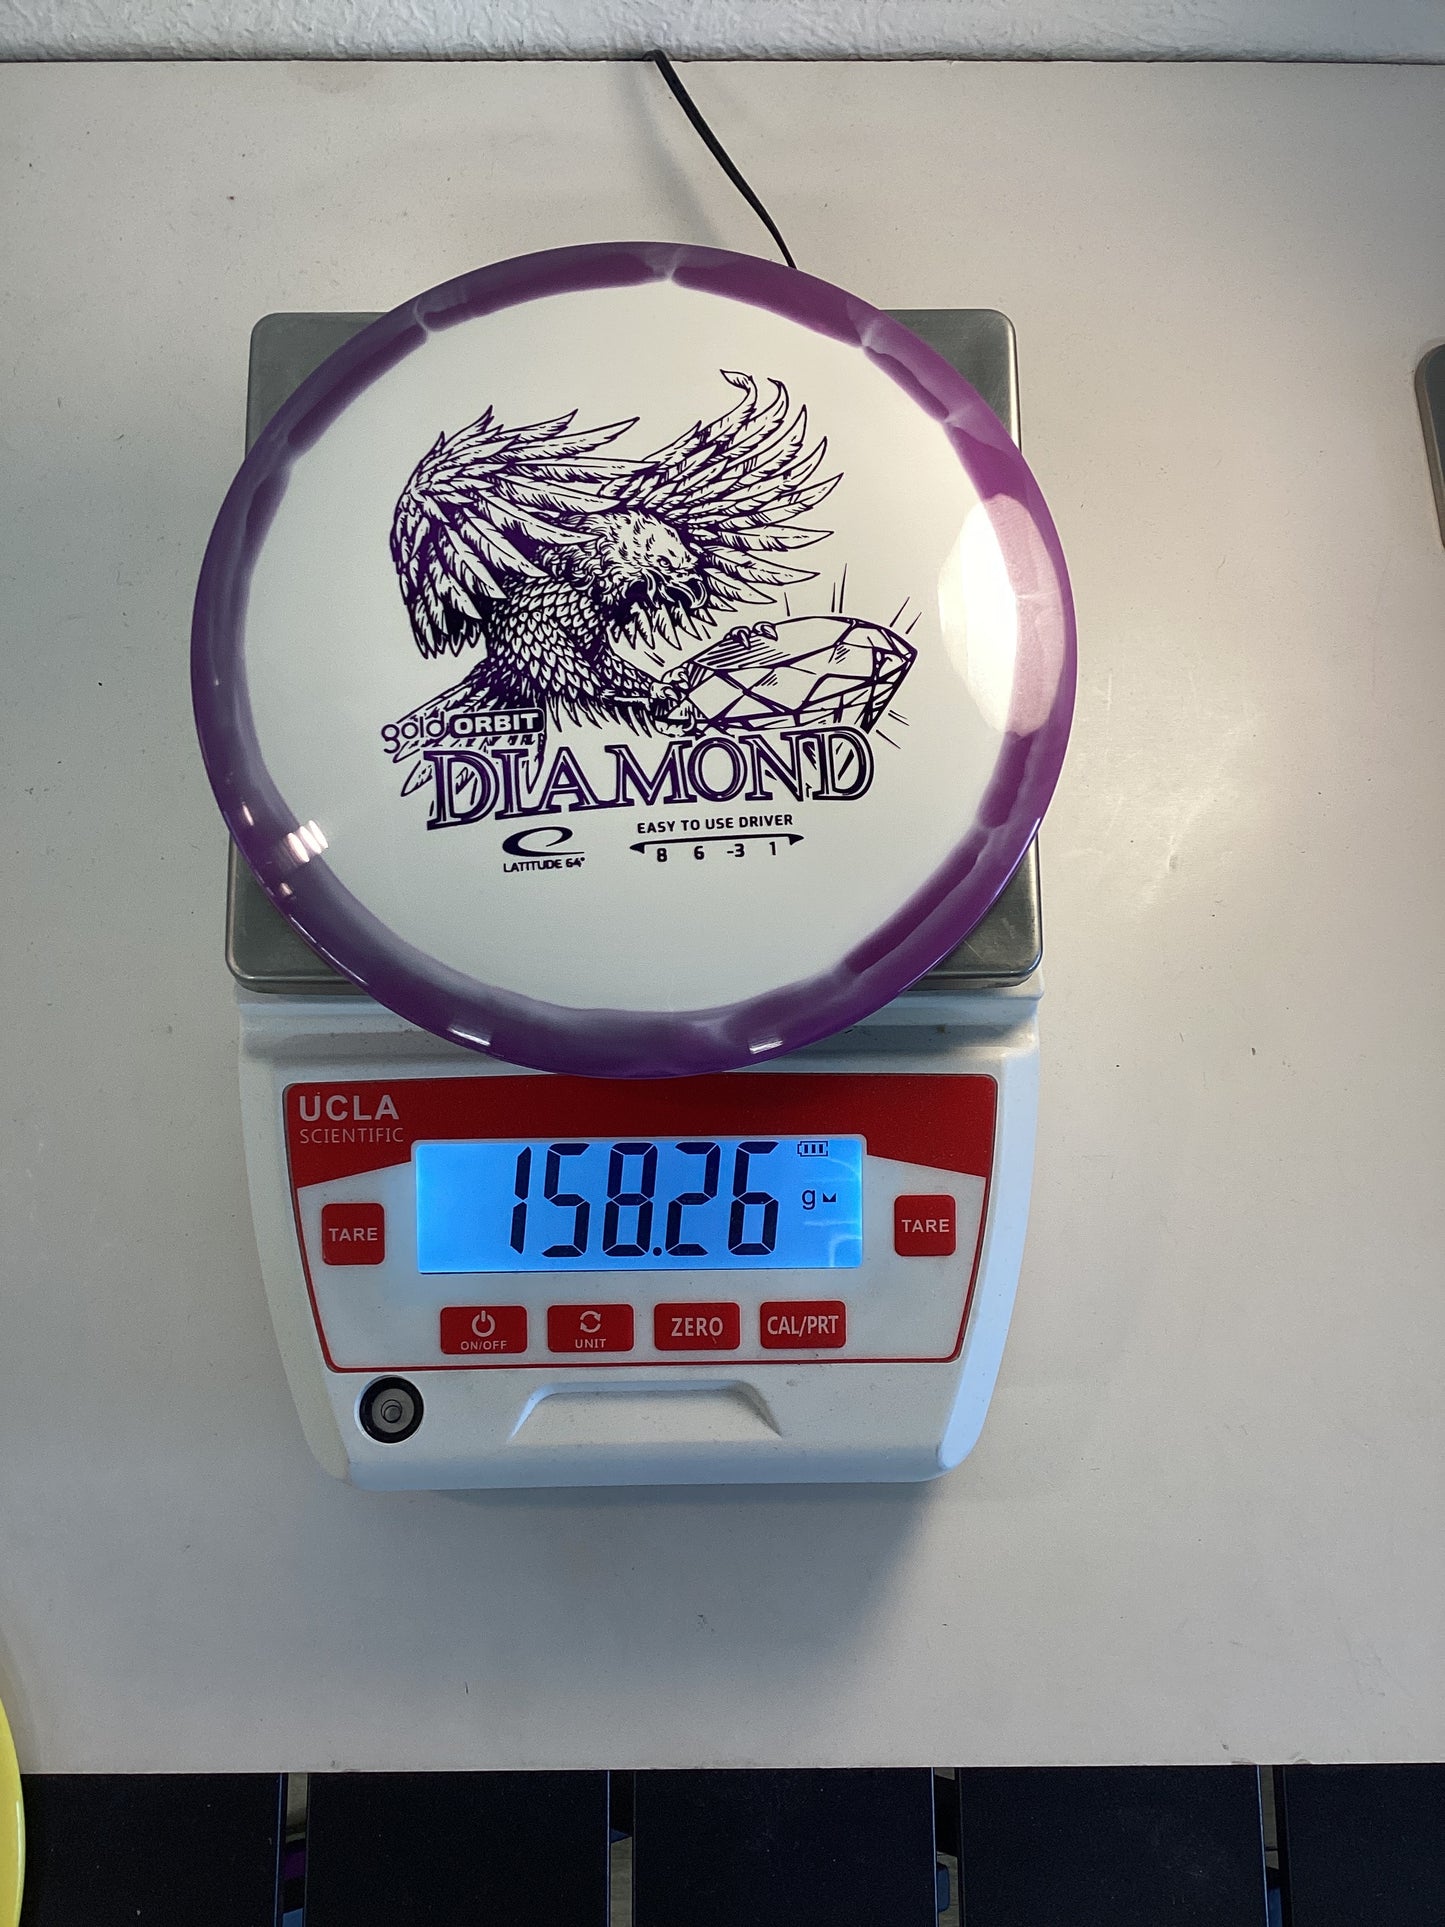 gold ORBIT
DIAMOND
EASY TO USE DRIVER
8 6 -3 1
LATITUDE 64°
UCLA
SCIENTIFIC
158.26 g
TARE
TARE
ON/OFF
UNIT
ZERO
CAL/PRT